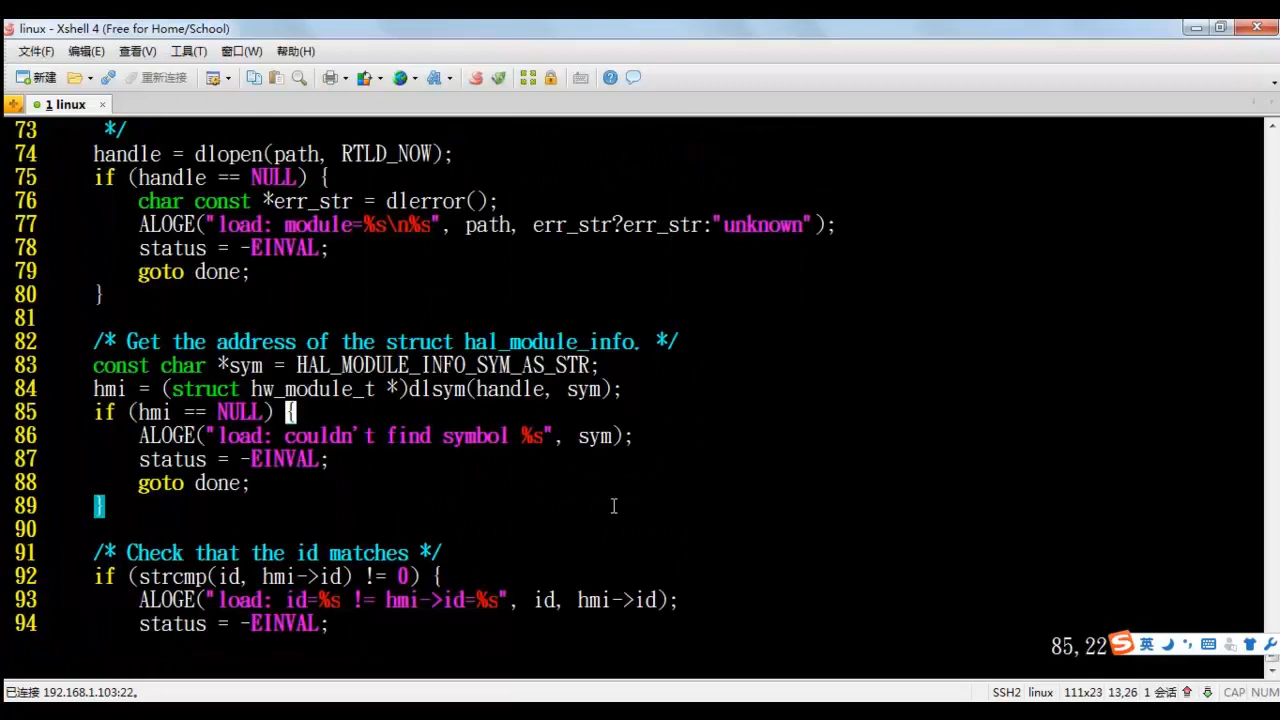 linux - Xshell 4 (Free for Home/School)
文件(F) 编辑(E) 查看(V) 工具(T) 窗口(W) 帮助(H)
新建 重新连接
1 linux
73 */
74 handle = dlopen(path, RTLD_NOW);
75 if (handle == NULL) {
76 char const *err_str = dlerror();
77 ALOGE("load: module=%s\n%s", path, err_str?err_str:"unknown");
78 status = -EINVAL;
79 goto done;
80 }
81
82 /* Get the address of the struct hal_module_info. */
83 const char *sym = HAL_MODULE_INFO_SYM_AS_STR;
84 hmi = (struct hw_module_t *)dlsym(handle, sym);
85 if (hmi == NULL) {
86 ALOGE("load: couldn't find symbol %s", sym);
87 status = -EINVAL;
88 goto done;
89 }
90
91 /* Check that the id matches */
92 if (strcmp(id, hmi->id) != 0) {
93 ALOGE("load: id=%s != hmi->id=%s", id, hmi->id);
94 status = -EINVAL;
85,22 S 英
已连接 192.168.1.103:22。 SSH2 linux 111x23 13,26 1 会话 CAP NUM